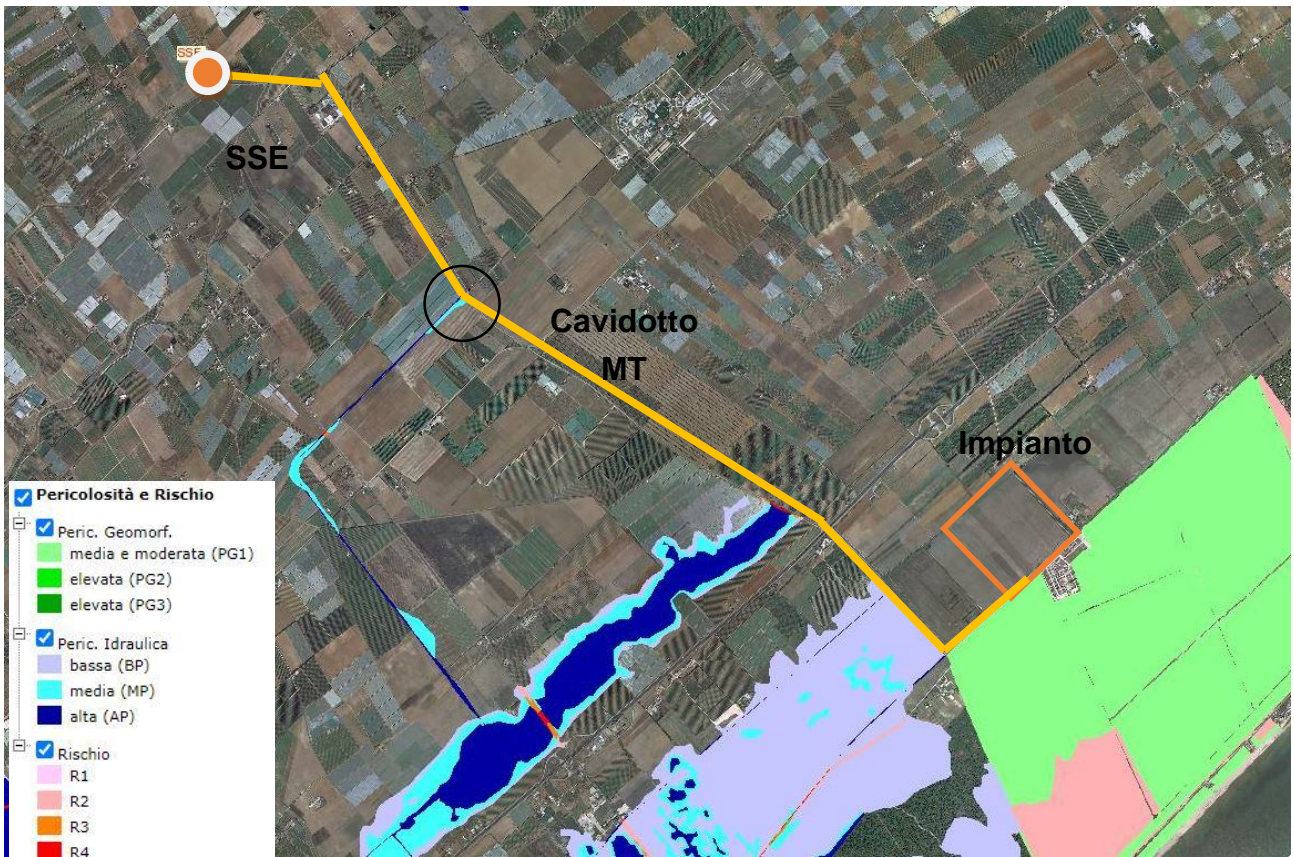 SSE
SSE
Cavidotto
MT
Impianto
Pericolosità e Rischio
Peric. Geomorf.
media e moderata (PG1)
elevata (PG2)
elevata (PG3)
Peric. Idraulica
bassa (BP)
media (MP)
alta (AP)
Rischio
R1
R2
R3
R4